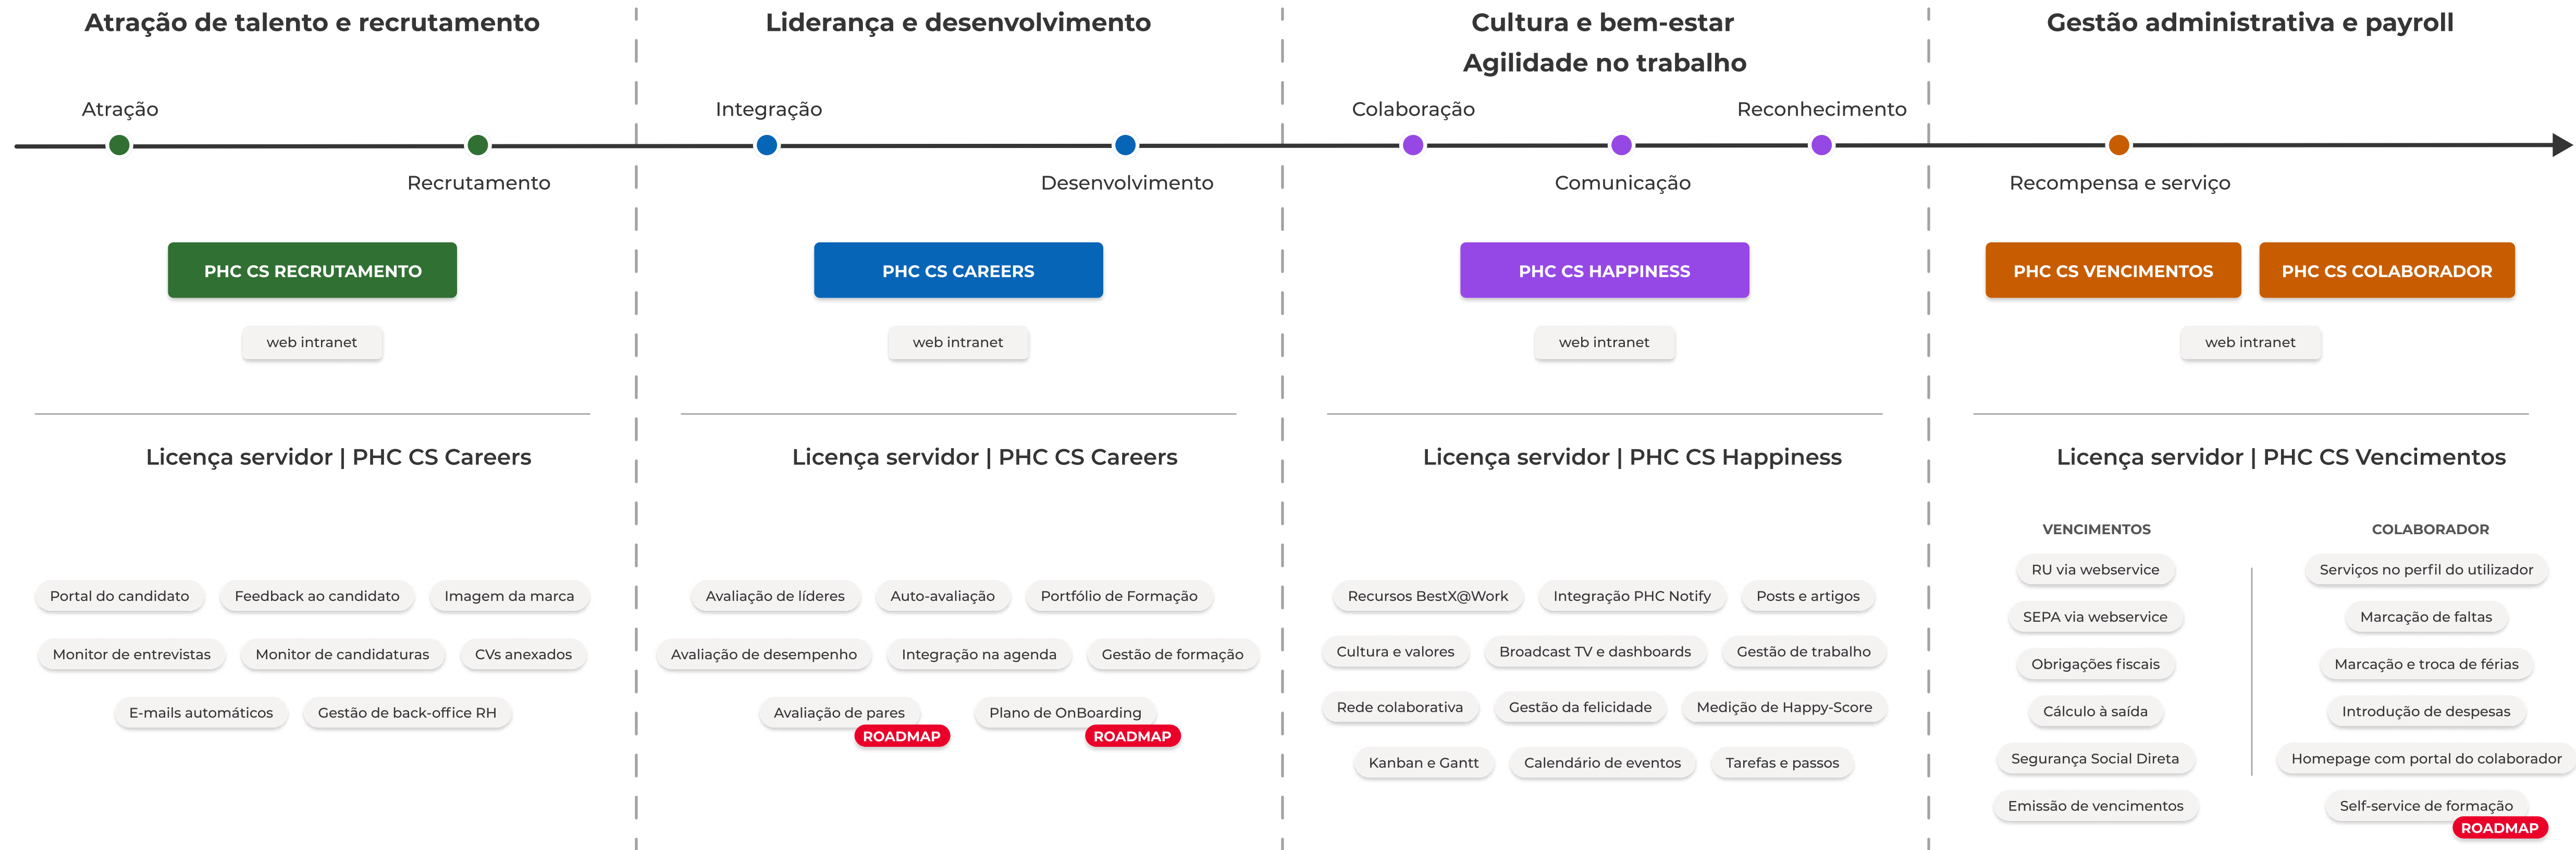 Atração de talento e recrutamento
Atração
Recrutamento
PHC CS RECRUTAMENTO
web intranet
Licença servidor | PHC CS Careers
Portal do candidato
Feedback ao candidato
Imagem da marca
Monitor de entrevistas
Monitor de candidaturas
CVs anexados
E-mails automáticos
Gestão de back-office RH
Liderança e desenvolvimento
Integração
Desenvolvimento
PHC CS CAREERS
web intranet
Licença servidor | PHC CS Careers
Avaliação de líderes
Auto-avaliação
Portfólio de Formação
Avaliação de desempenho
Integração na agenda
Gestão de formação
Avaliação de pares
ROADMAP
Plano de OnBoarding
ROADMAP
Cultura e bem-estar
Agilidade no trabalho
Colaboração
Comunicação
Reconhecimento
PHC CS HAPPINESS
web intranet
Licença servidor | PHC CS Happiness
Recursos BestX@Work
Integração PHC Notify
Posts e artigos
Cultura e valores
Broadcast TV e dashboards
Gestão de trabalho
Rede colaborativa
Gestão da felicidade
Medição de Happy-Score
Kanban e Gantt
Calendário de eventos
Tarefas e passos
Gestão administrativa e payroll
Recompensa e serviço
PHC CS VENCIMENTOS
PHC CS COLABORADOR
web intranet
Licença servidor | PHC CS Vencimentos
VENCIMENTOS
RU via webservice
SEPA via webservice
Obrigações fiscais
Cálculo à saída
Segurança Social Direta
Emissão de vencimentos
COLABORADOR
Serviços no perfil do utilizador
Marcação de faltas
Marcação e troca de férias
Introdução de despesas
Homepage com portal do colaborador
Self-service de formação
ROADMAP